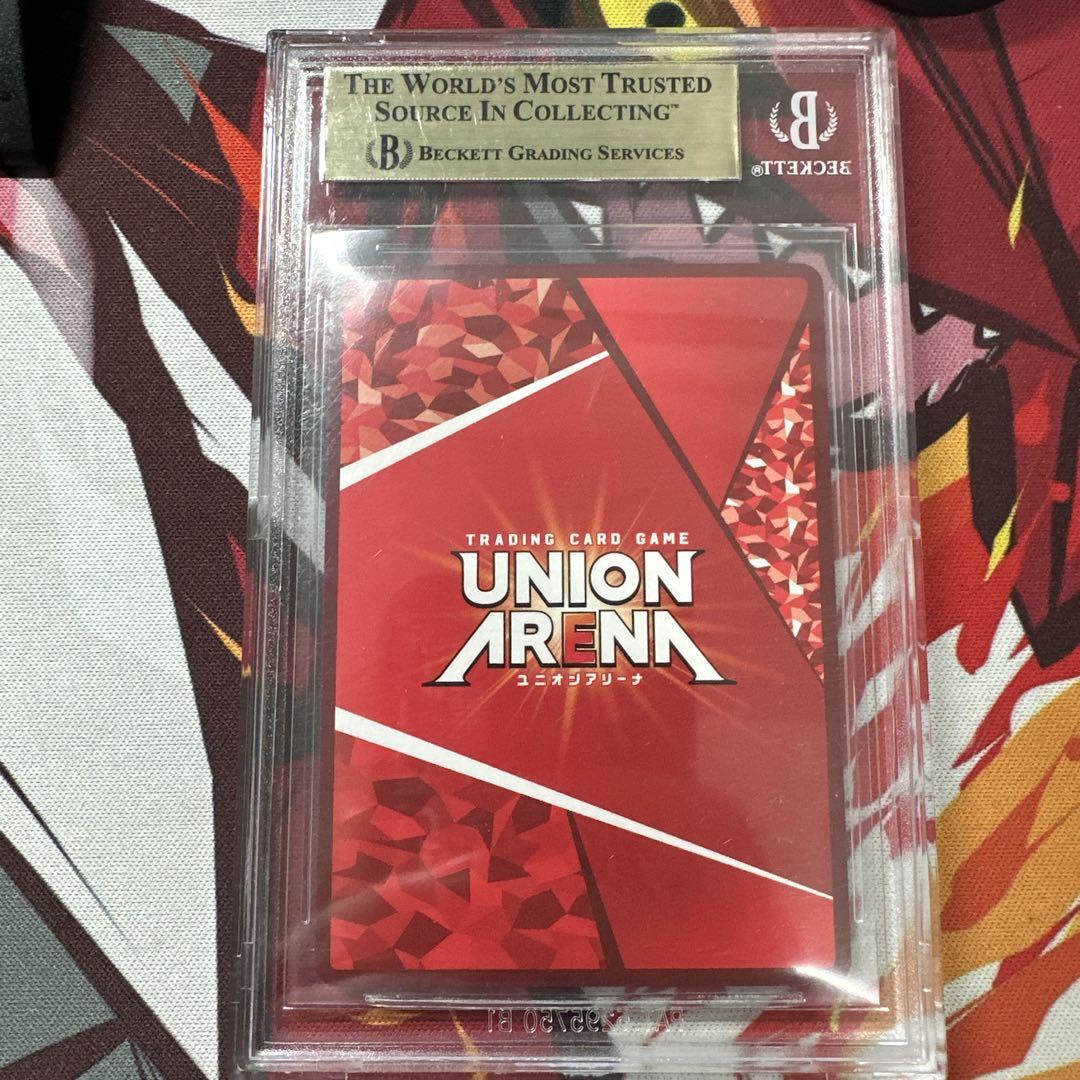 THE WORLD'S MOST TRUSTED
SOURCE IN COLLECTING™
B BECKETT GRADING SERVICES
B
BECKETT®
TRADING CARD GAME
UNION
ARENA
ユニオンアリーナ